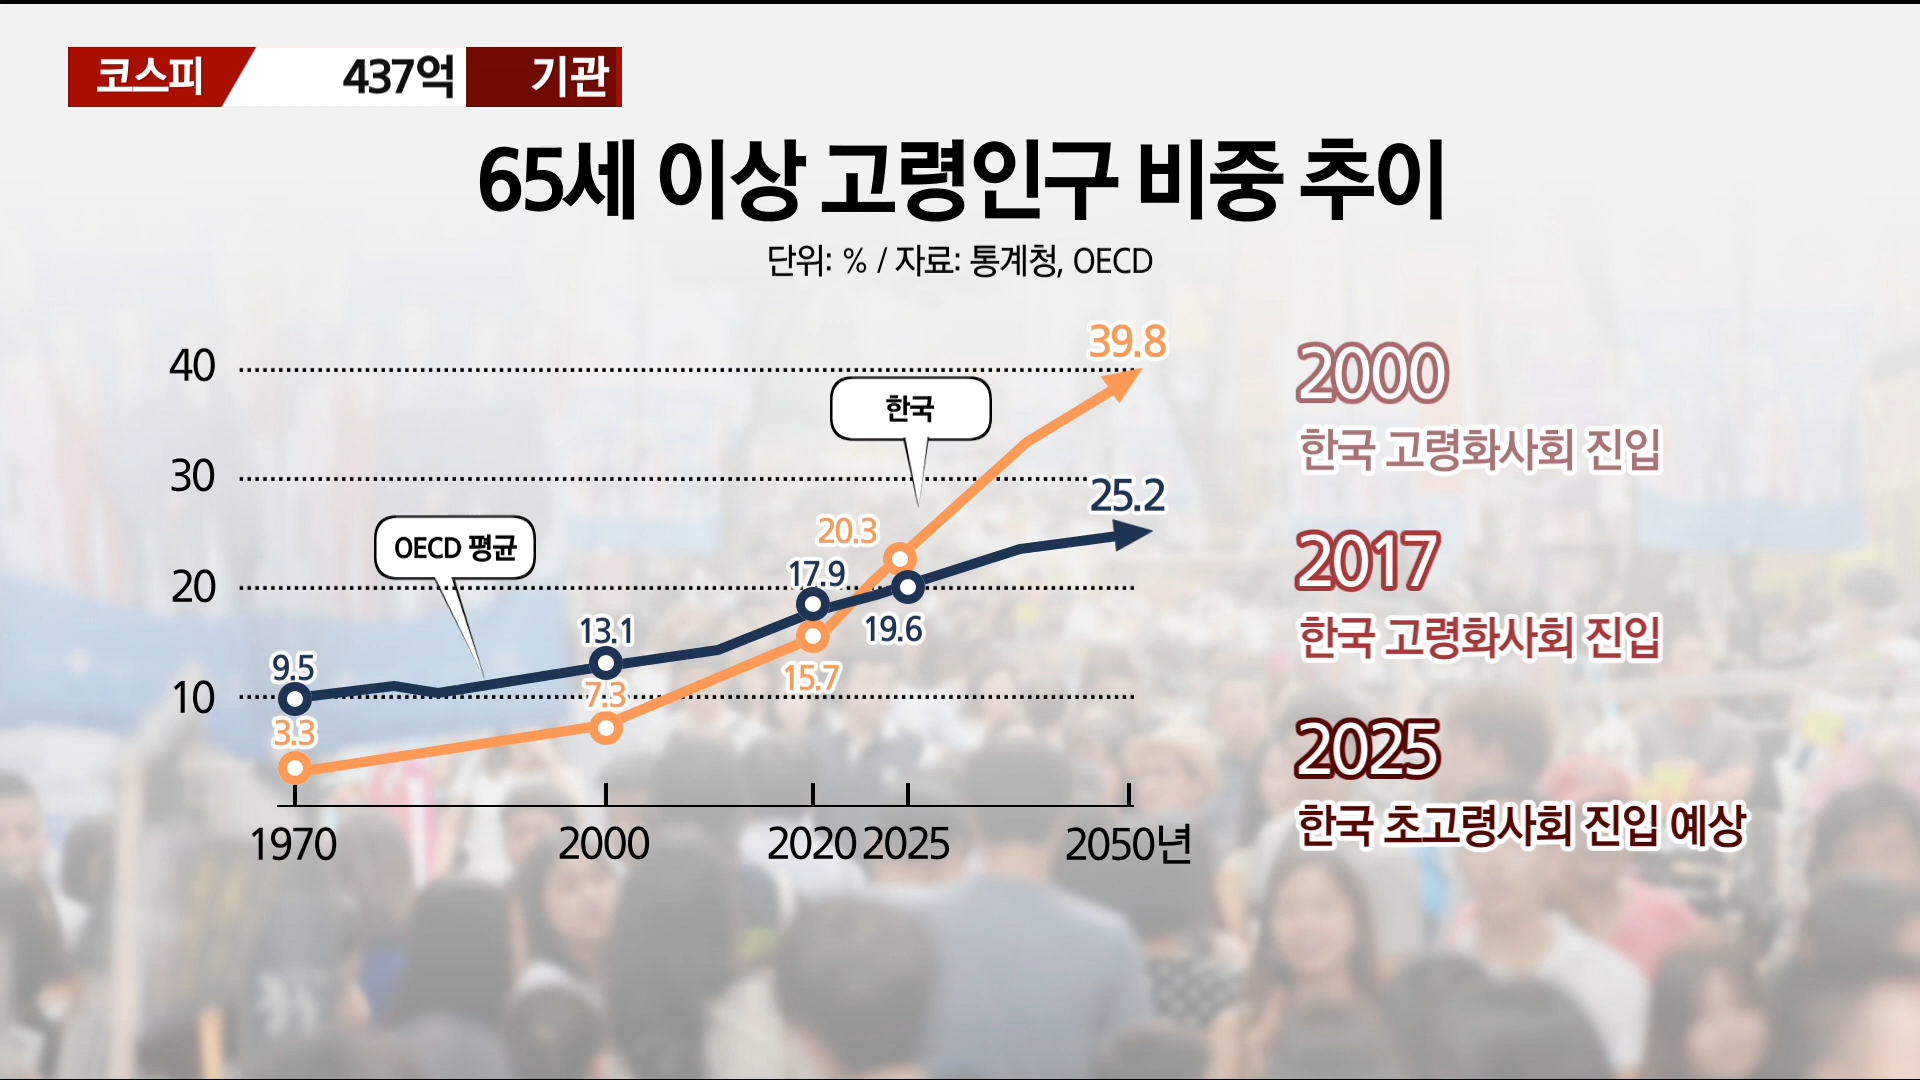 코스피 437억 기관
65세 이상 고령인구 비중 추이
단위: % / 자료: 통계청, OECD
40
30
20
10
OECD 평균
한국
9.5
13.1
17.9
19.6
25.2
3.3
7.3
15.7
20.3
39.8
1970 2000 2020 2025 2050년
2000
한국 고령화사회 진입
2017
한국 고령화사회 진입
2025
한국 초고령사회 진입 예상